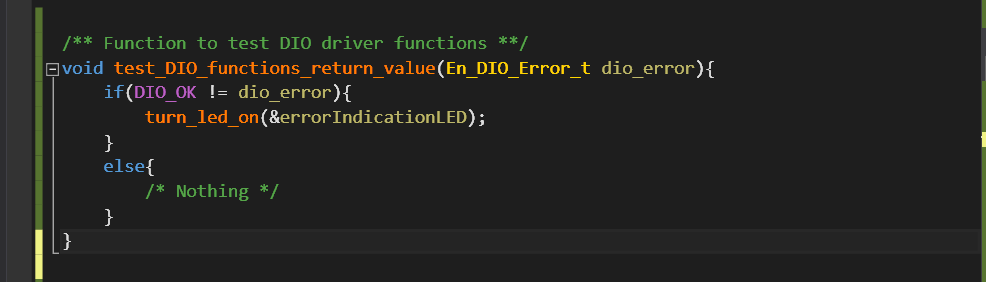 /** Function to test DIO driver functions **/
void test_DIO_functions_return_value(En_DIO_Error_t dio_error){
if(DIO_OK != dio_error){
turn_led_on(&errorIndicationLED);
}
else{
/* Nothing */
}
}